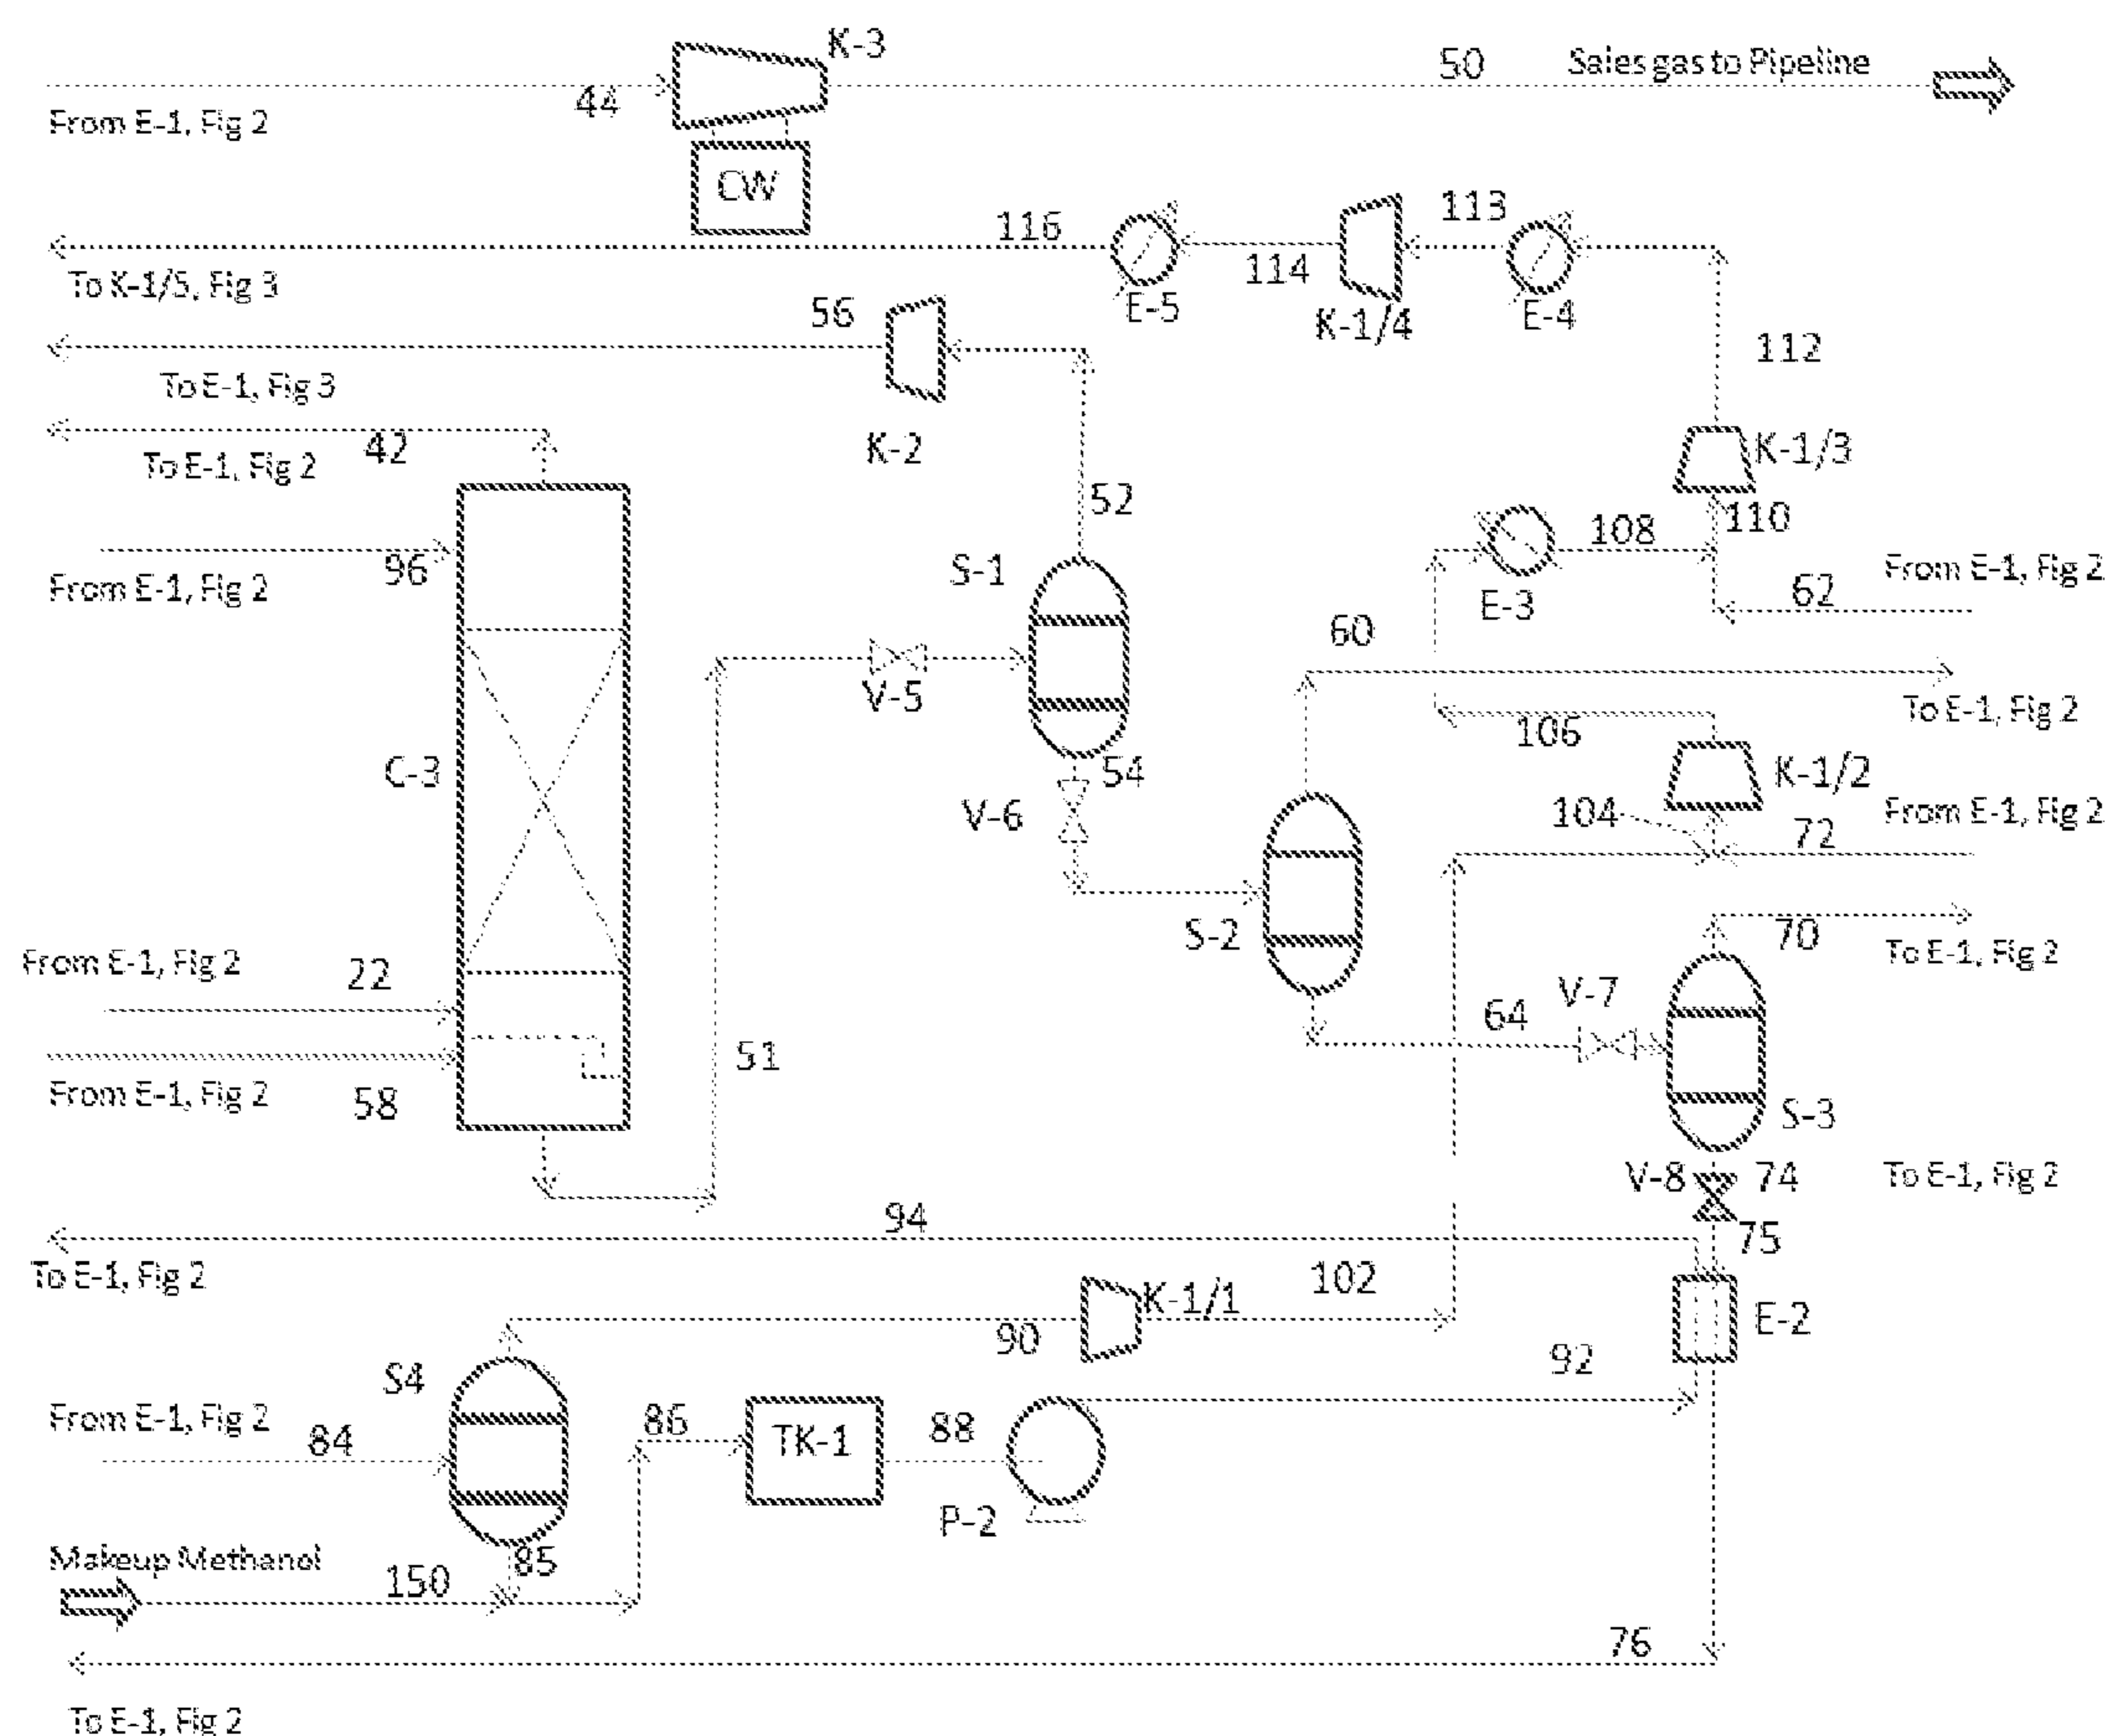 K-3
50
Sales gas to Pipeline
44
From E-1, Fig 2
CW
116
113
114
E-5
K-1/4
E-4
To K-1/5, Fig 3
56
112
To E-1, Fig 3
42
K-2
K-1/3
To E-1, Fig 2
52
110
96
From E-1, Fig 2
S-1
108
From E-1, Fig 2
E-3
62
60
V-5
To E-1, Fig 2
106
C-3
54
K-1/2
V-6
104
From E-1, Fig 2
72
S-2
70
From E-1, Fig 2
22
To E-1, Fig 2
V-7
64
51
From E-1, Fig 2
58
S-3
V-8
74
To E-1, Fig 2
94
75
To E-1, Fig 2
102
K-1/1
90
E-2
92
S4
From E-1, Fig 2
84
86
TK-1
88
P-2
Makeup Methanol
85
150
76
To E-1, Fig 2